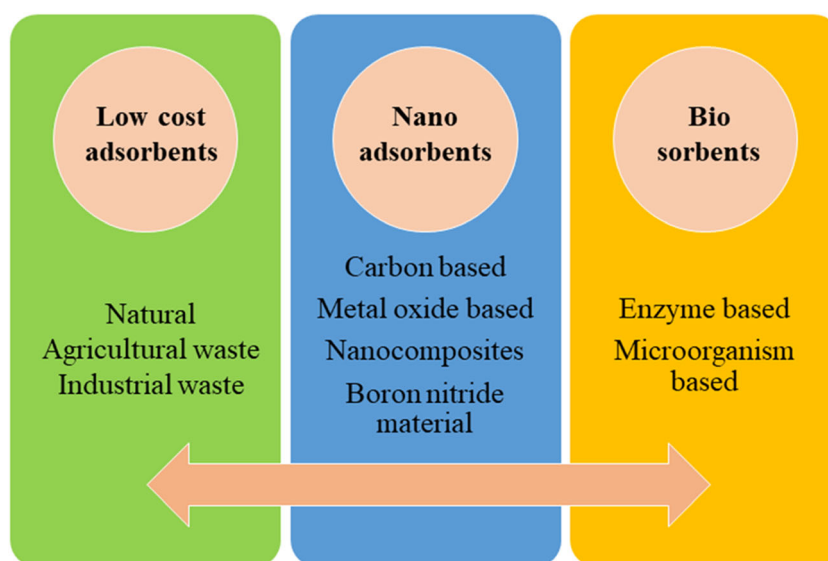 Low cost
adsorbents
Natural
Agricultural waste
Industrial waste
Nano
adsorbents
Carbon based
Metal oxide based
Nanocomposites
Boron nitride
material
Bio
sorbents
Enzyme based
Microorganism
based